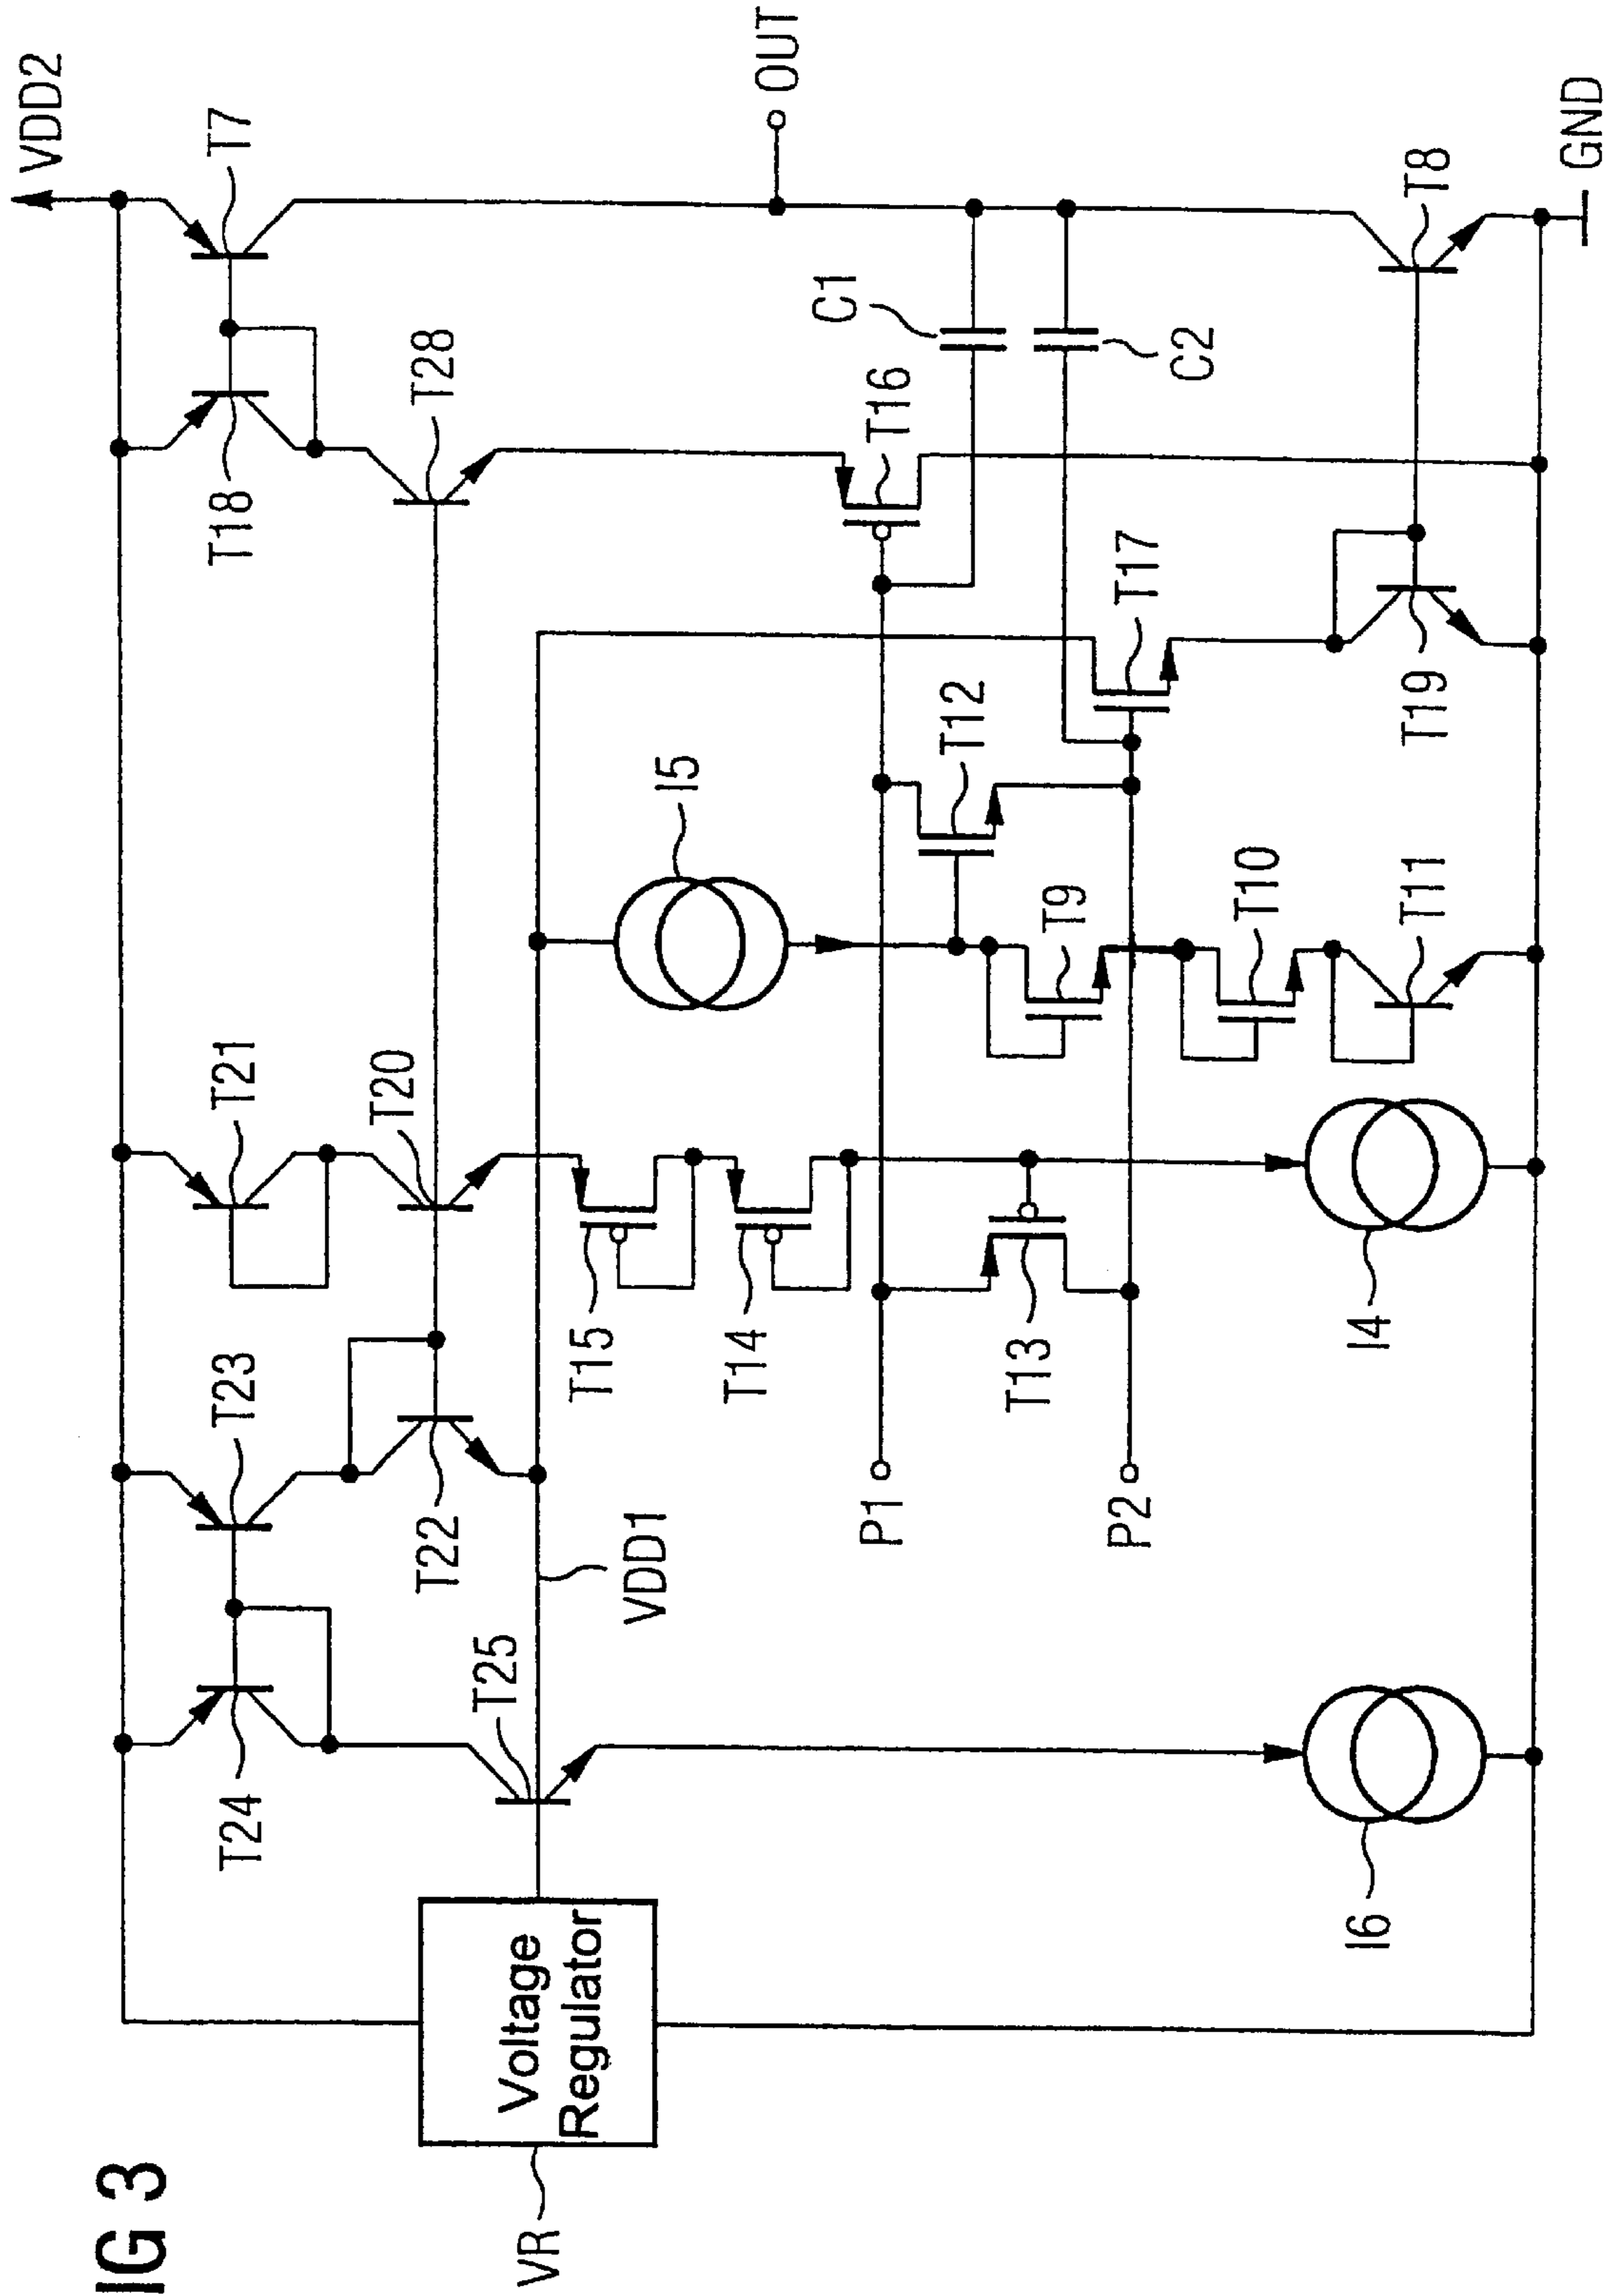 IG 3
VDD2
T24
T23
T21
T18
T7
T25
T22
T20
T28
VR
Voltage
Regulator
VDD1
T15
T14
I5
T16
C1
C2
OUT
P1
P2
T13
T12
T17
T9
T10
T11
T19
T8
I6
I4
GND